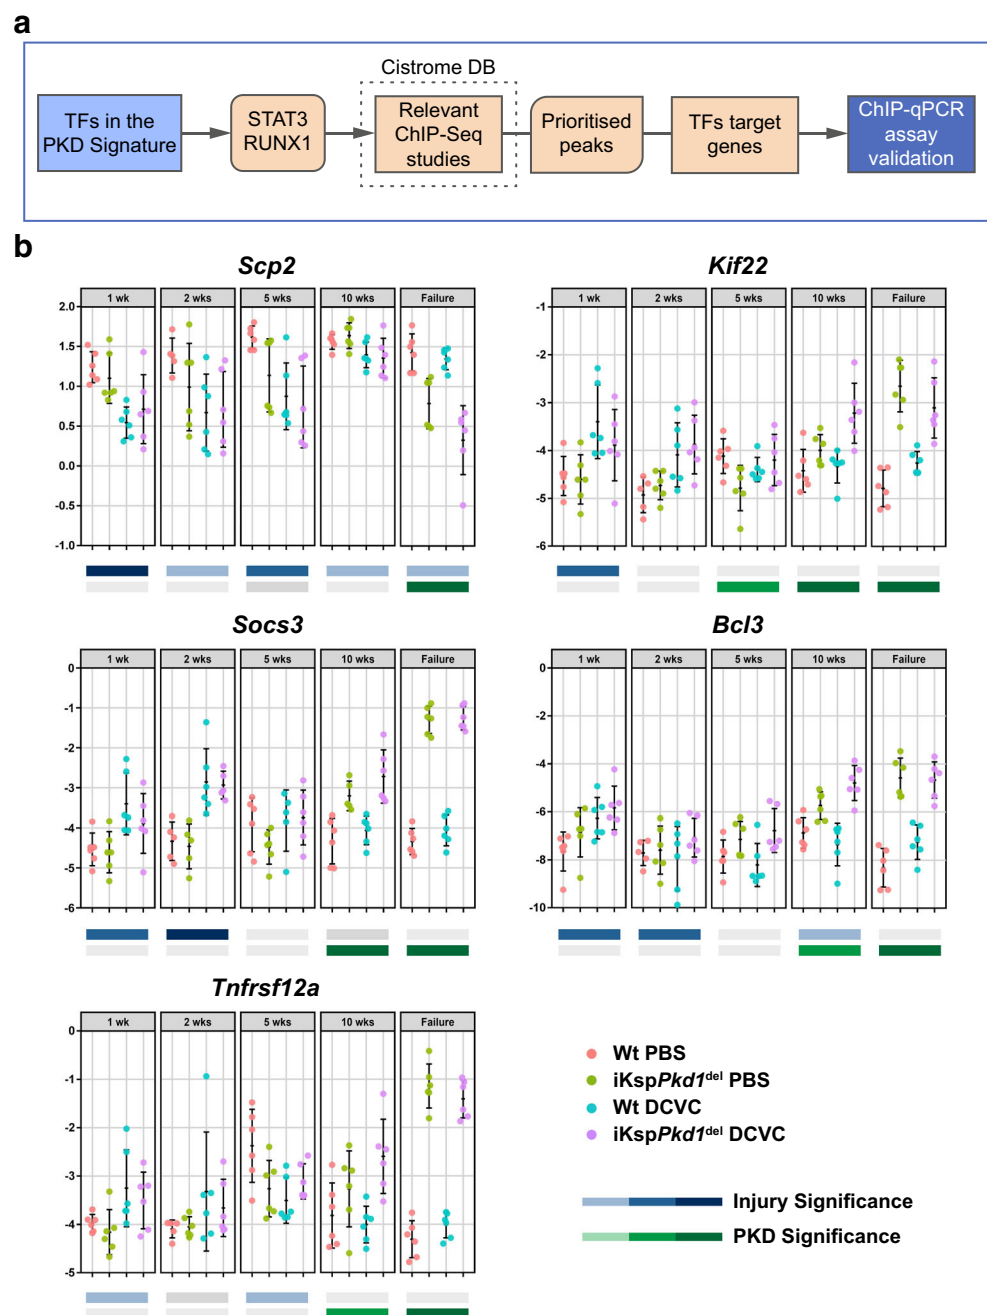 a
Cistrome DB
TFs in the
PKD Signature
STAT3
RUNX1
Relevant
ChIP-Seq
studies
Prioritised
peaks
TFs target
genes
ChIP-qPCR
assay
validation
b
Scp2
1 wk 2 wks 5 wks 10 wks Failure
2.0
1.5
1.0
0.5
0.0
-0.5
-1.0
Kif22
1 wk 2 wks 5 wks 10 wks Failure
-1
-2
-3
-4
-5
-6
Socs3
1 wk 2 wks 5 wks 10 wks Failure
0
-1
-2
-3
-4
-5
-6
Bcl3
1 wk 2 wks 5 wks 10 wks Failure
0
-2
-4
-6
-8
-10
Tnfrsf12a
1 wk 2 wks 5 wks 10 wks Failure
0
-1
-2
-3
-4
-5
Wt PBS
iKspPkd1del PBS
Wt DCVC
iKspPkd1del DCVC
Injury Significance
PKD Significance